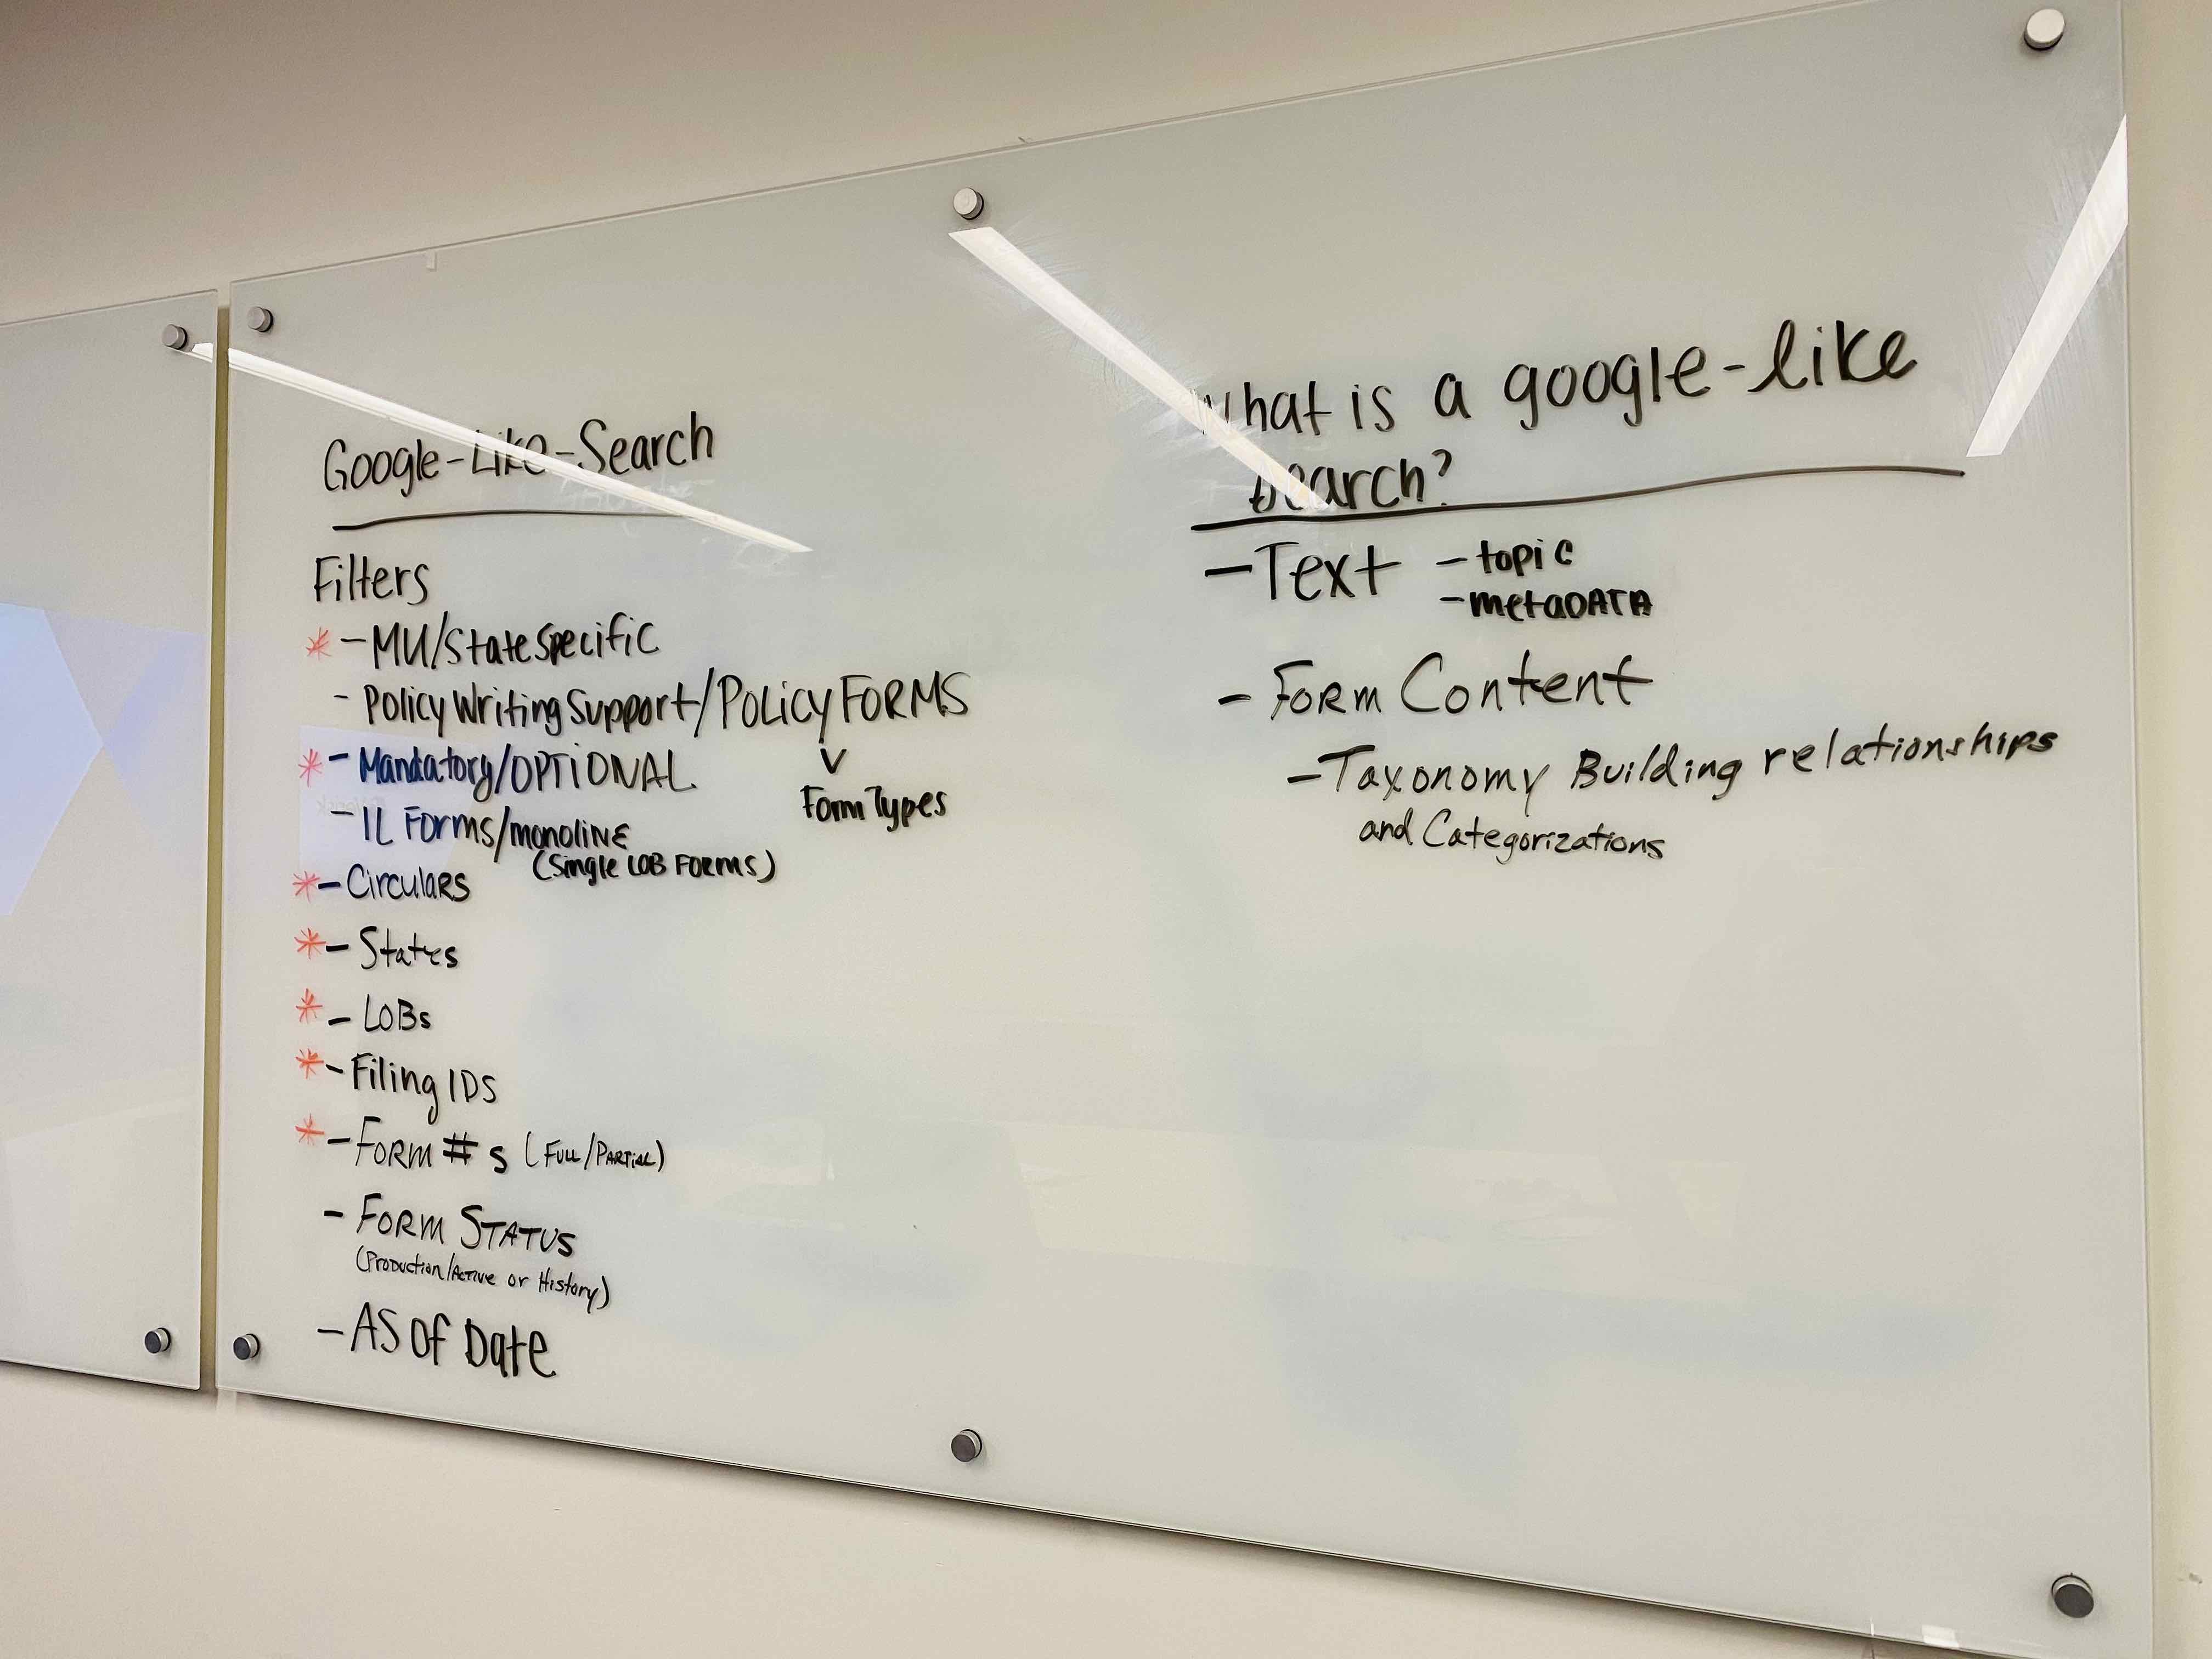 Google-Like-Search
Filters
* - MU/State Specific
- Policy Writing Support/POLICY FORMS
Form Types
* - Mandatory/OPTIONAL
- IL Forms/monoline
(Single LOB FORMS)
* - Circulars
* - States
* - LOBs
* - Filing IDs
* - FORM #s (FULL/PARTIAL)
- FORM STATUS
(Production/Active or History)
- AS Of Date
What is a google-like
Search?
- Text - topic
- metaDATA
- FORM Content
- Taxonomy Building relationships
and Categorizations